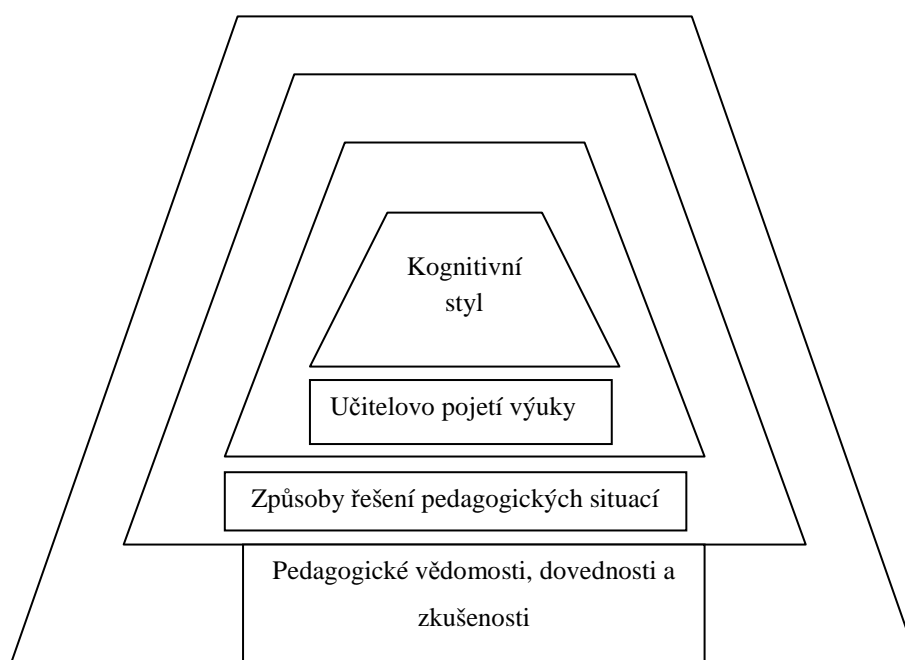 Kognitivní
styl
Učitelovo pojetí výuky
Způsoby řešení pedagogických situací
Pedagogické vědomosti, dovednosti a
zkušenosti